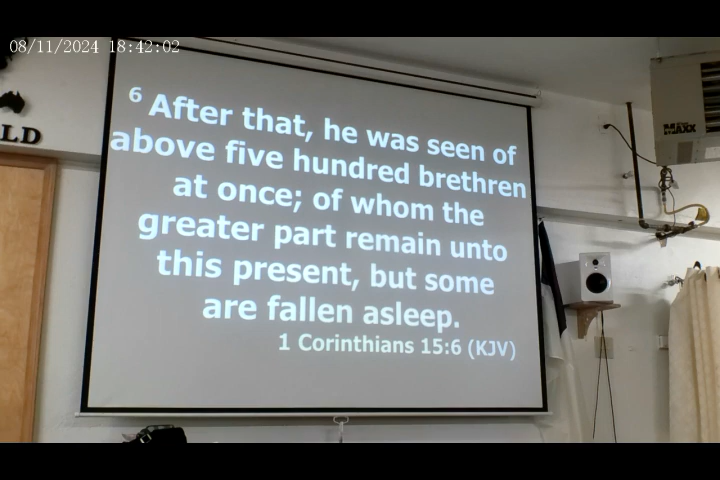 08/11/2024 18:42:02
LD
6 After that, he was seen of
above five hundred brethren
at once; of whom the
greater part remain unto
this present, but some
are fallen asleep.
1 Corinthians 15:6 (KJV)
MAXX